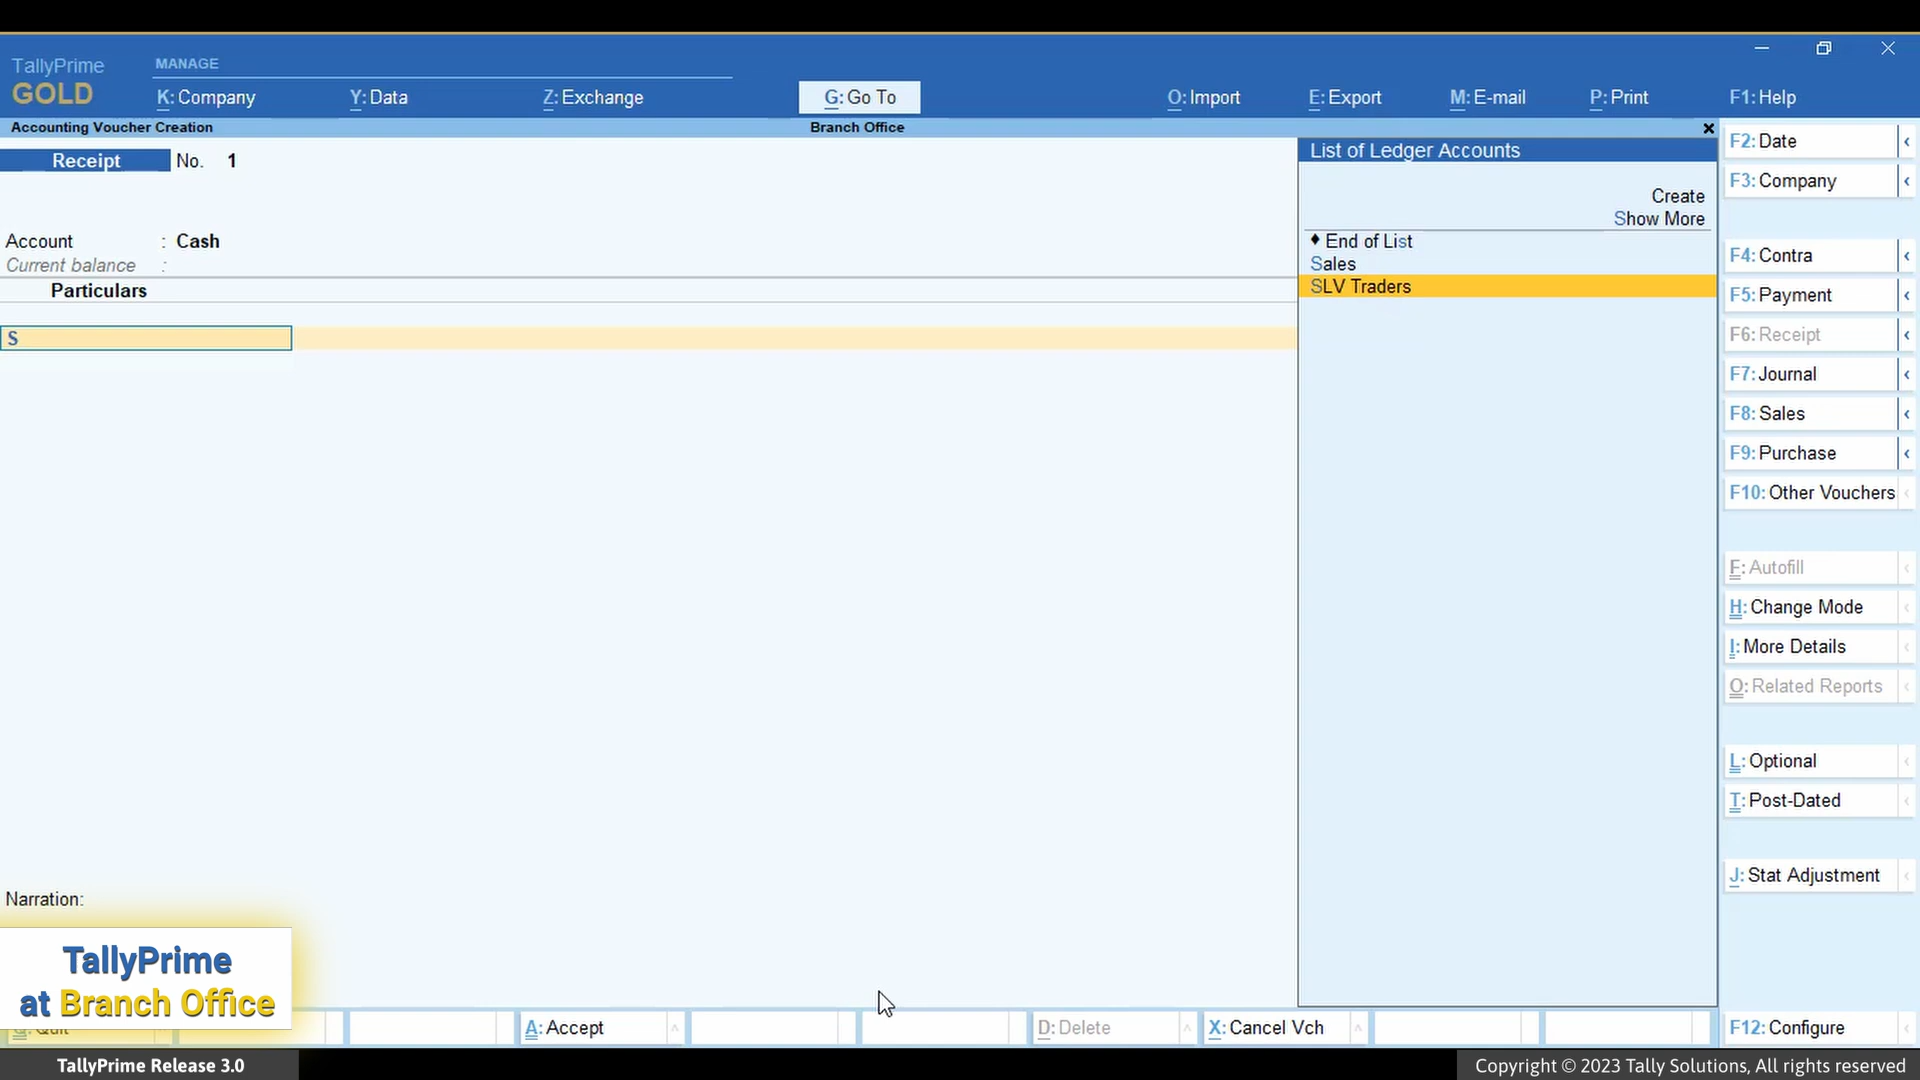 TallyPrime
GOLD
MANAGE
K: Company
Y: Data
Z: Exchange
G: Go To
O: Import
E: Export
M: E-mail
P: Print
F1: Help
Accounting Voucher Creation
Branch Office
Receipt No. 1
Account : Cash
Current balance :
Particulars
S
List of Ledger Accounts
Create
Show More
♦ End of List
Sales
SLV Traders
F2: Date
F3: Company
F4: Contra
F5: Payment
F6: Receipt
F7: Journal
F8: Sales
F9: Purchase
F10: Other Vouchers
F: Autofill
H: Change Mode
I: More Details
O: Related Reports
L: Optional
T: Post-Dated
J: Stat Adjustment
F12: Configure
Narration:
TallyPrime
at Branch Office
Q: Quit
A: Accept
D: Delete
X: Cancel Vch
TallyPrime Release 3.0
Copyright © 2023 Tally Solutions, All rights reserved